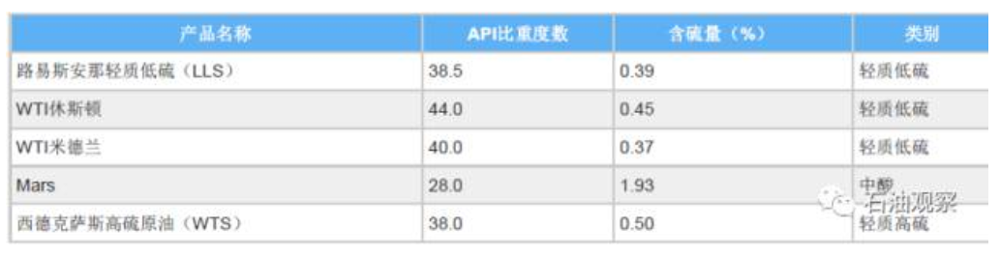 产品名称 API比重度数 含硫量（%） 类别
路易斯安那轻质低硫（LLS） 38.5 0.39 轻质低硫
WTI休斯顿 44.0 0.45 轻质低硫
WTI米德兰 40.0 0.37 轻质低硫
Mars 28.0 1.93 中酸
石油观察
西德克萨斯高硫原油（WTS） 38.0 0.50 轻质高硫